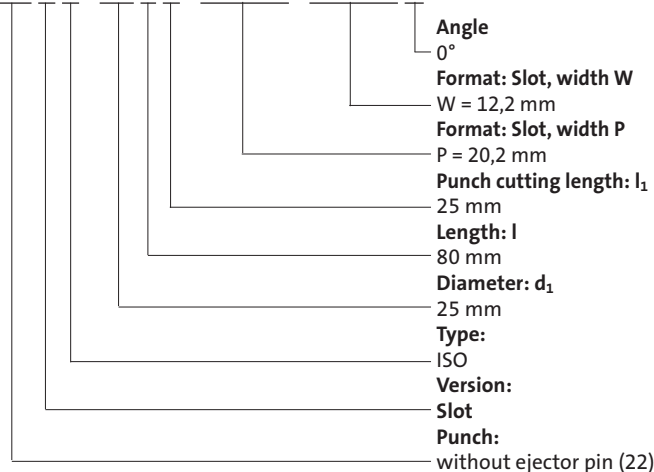 Angle
0°
Format: Slot, width W
W = 12,2 mm
Format: Slot, width P
P = 20,2 mm
Punch cutting length: l₁
25 mm
Length: l
80 mm
Diameter: d₁
25 mm
Type:
ISO
Version:
Slot
Punch:
without ejector pin (22)